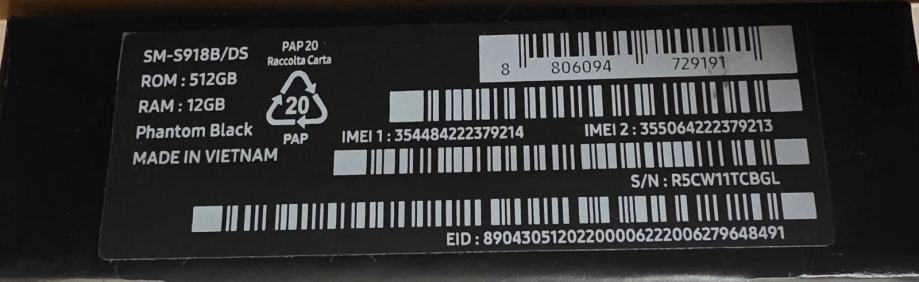 SM-S918B/DS
ROM : 512GB
RAM : 12GB
Phantom Black
MADE IN VIETNAM
PAP 20
Raccolta Carta
20
PAP
8 806094 729191
IMEI 1 : 354484222379214
IMEI 2 : 355064222379213
S/N : R5CW11TCBGL
EID : 89043051202200006222006279648491